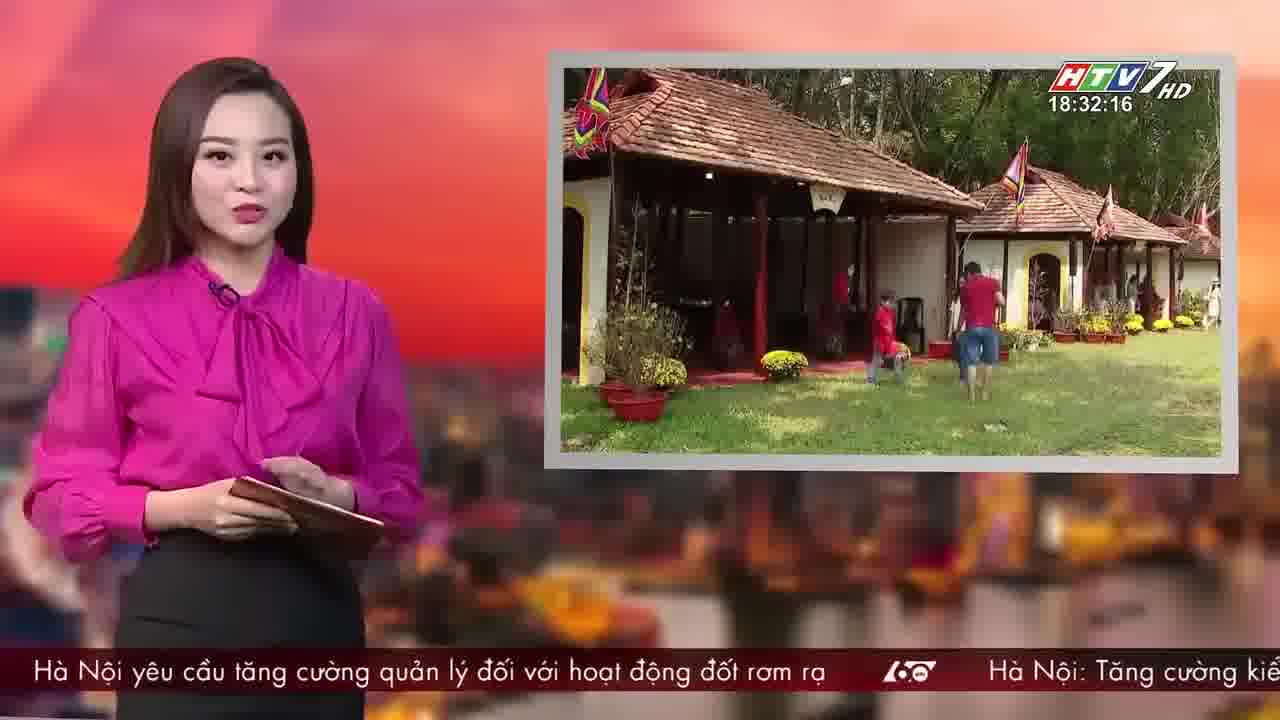 HTV7 HD
18:32:16
Hà Nội yêu cầu tăng cường quản lý đối với hoạt động đốt rơm rạ
Hà Nội: Tăng cường kiể